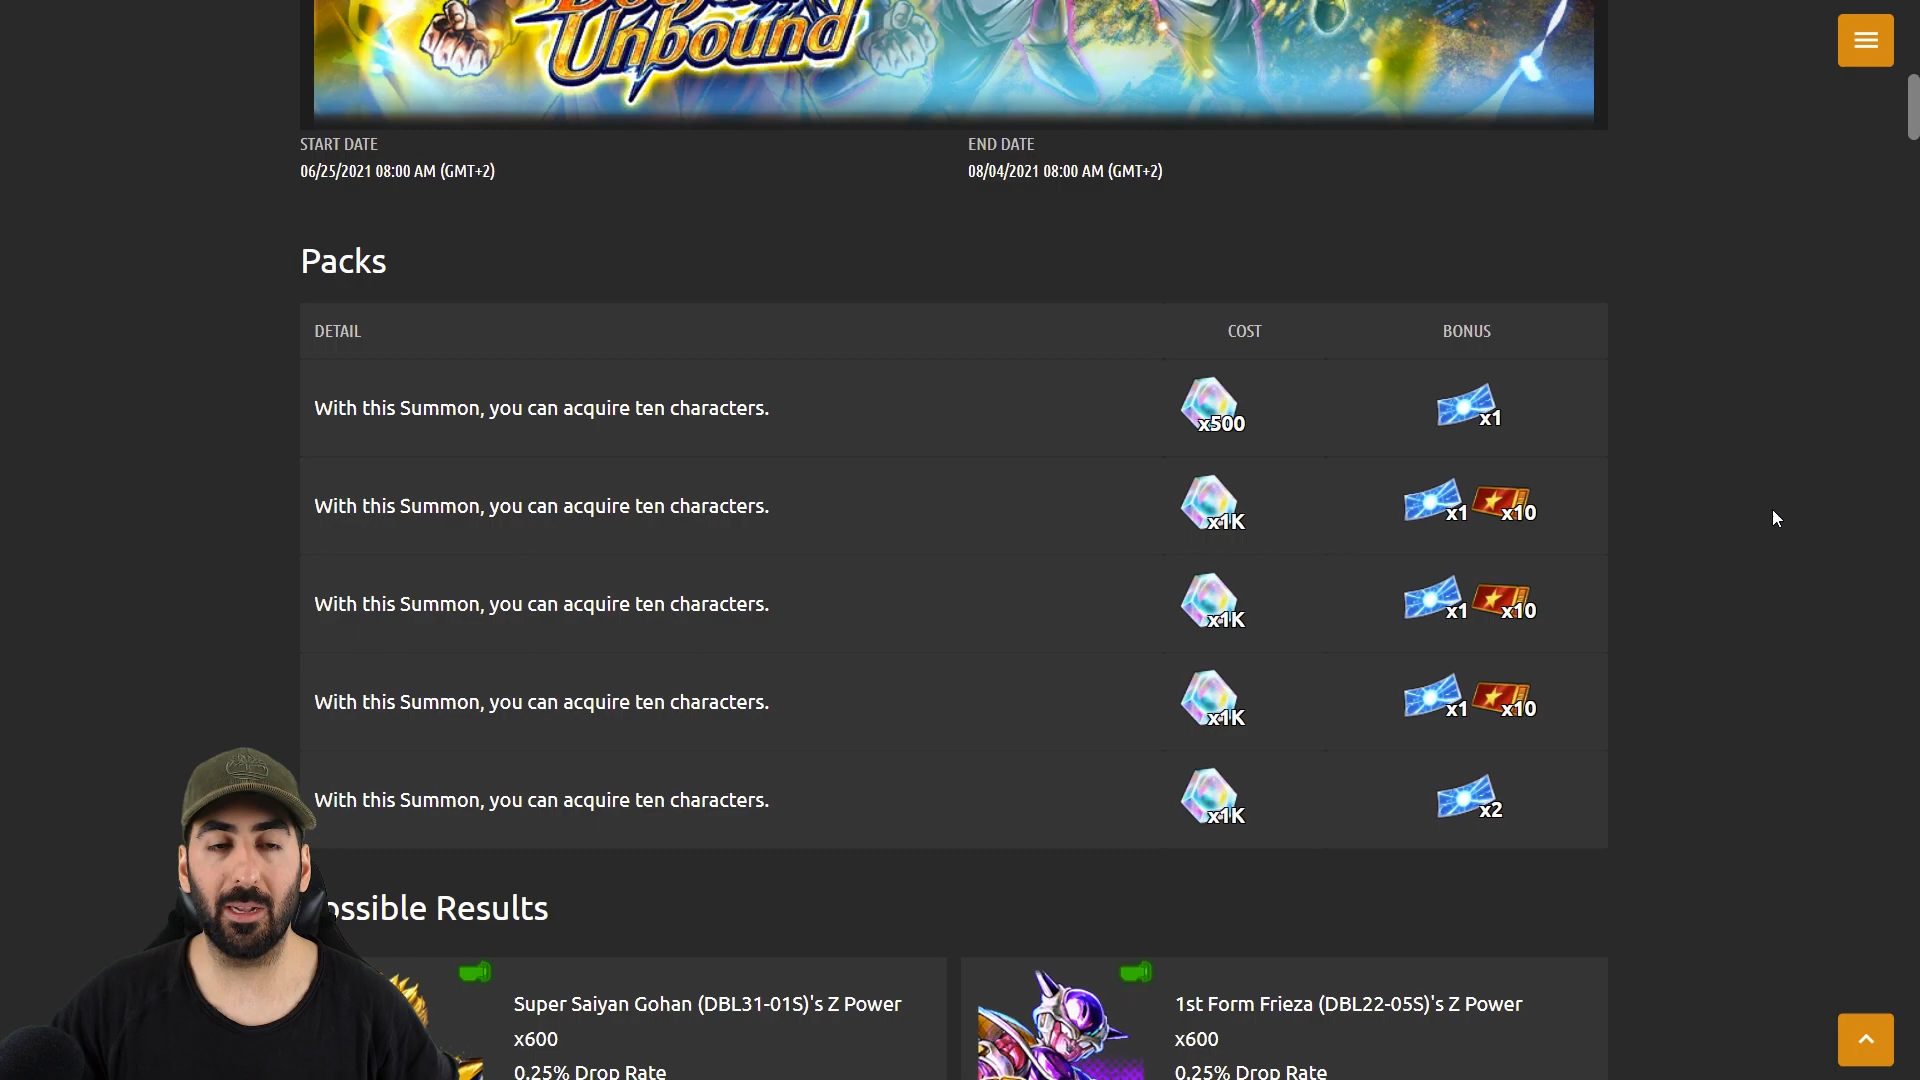 Unbound
START DATE
06/25/2021 08:00 AM (GMT+2)
END DATE
08/04/2021 08:00 AM (GMT+2)
Packs
DETAIL
COST
BONUS
With this Summon, you can acquire ten characters.
x500
x1
With this Summon, you can acquire ten characters.
x1K
x1
x10
With this Summon, you can acquire ten characters.
x1K
x1
x10
With this Summon, you can acquire ten characters.
x1K
x1
x10
With this Summon, you can acquire ten characters.
x1K
x2
ossible Results
Super Saiyan Gohan (DBL31-01S)'s Z Power
x600
0.25% Drop Rate
1st Form Frieza (DBL22-05S)'s Z Power
x600
0.25% Drop Rate